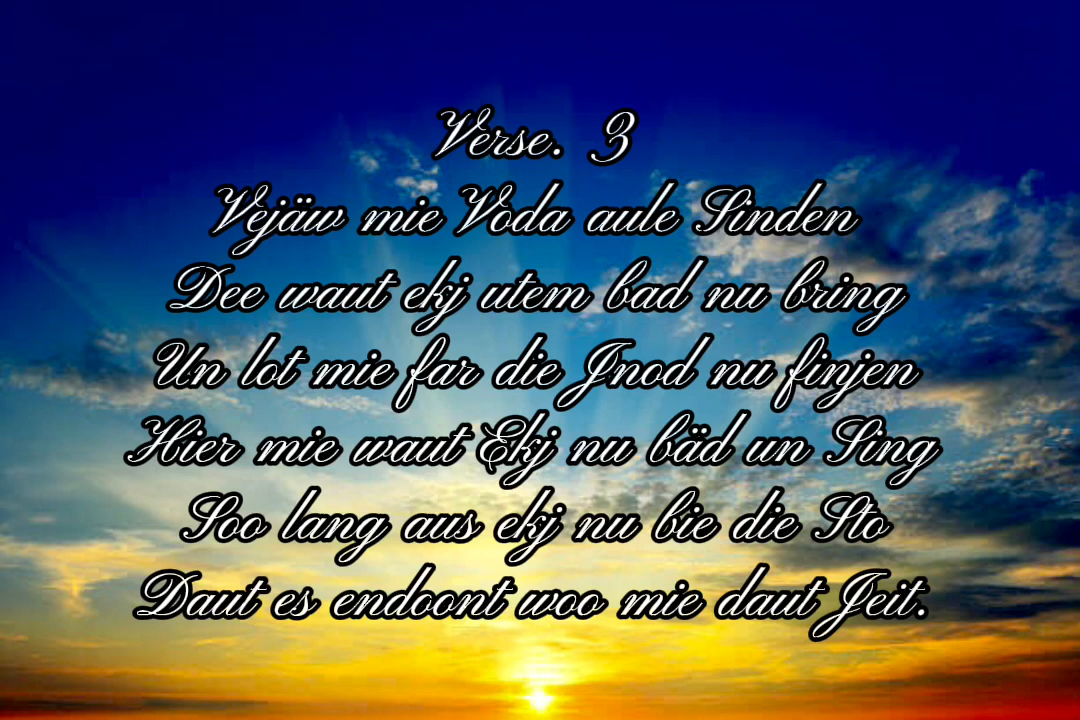 Verse. 3
Vejäw mie Voda aule Sinden
Dee waut ekj utem bad nu bring
Un lot mie far die Jnod nu finjen
Hier mie waut Ekj nu bäd un Sing
Soo lang aus ekj nu bie die Sto
Daut es endoont woo mie daut Jeit.